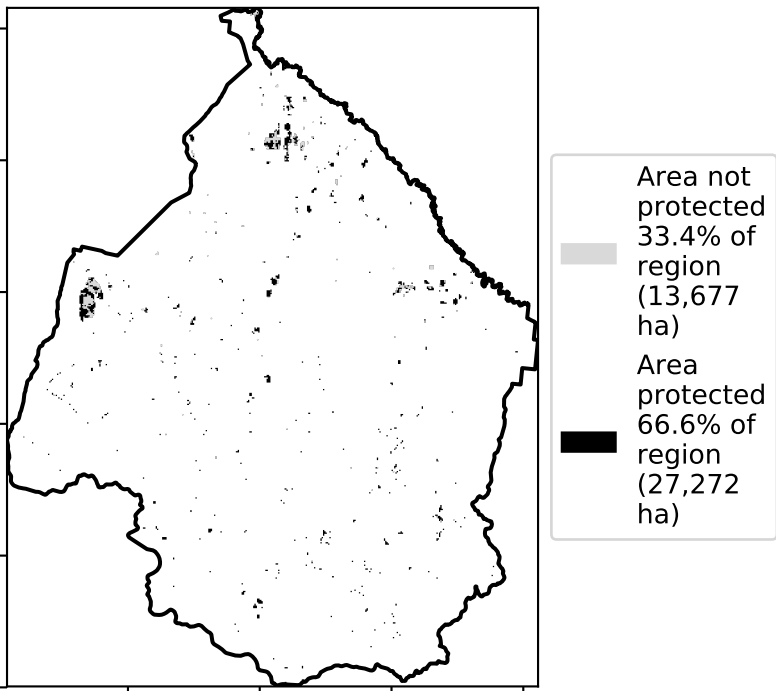 Area not
protected
33.4% of
region
(13,677
ha)
Area
protected
66.6% of
region
(27,272
ha)